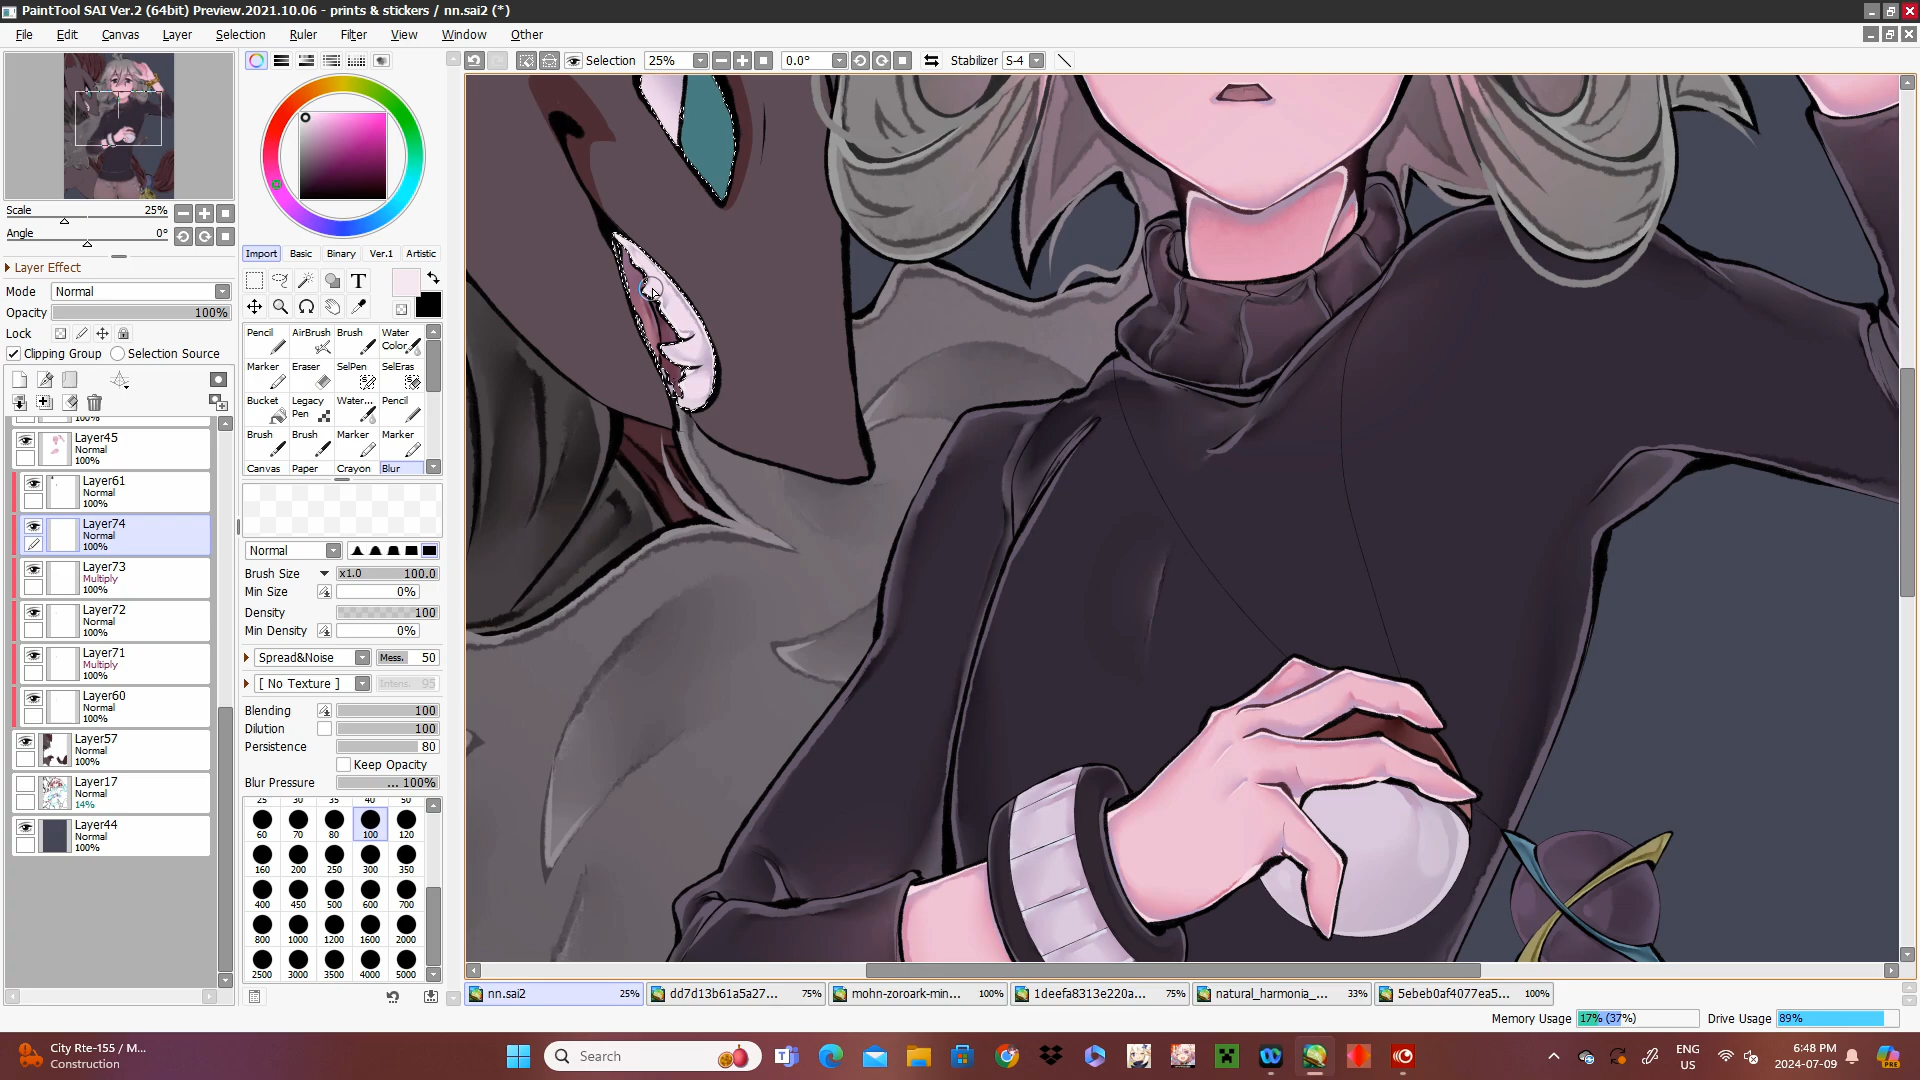 PaintTool SAI Ver.2 (64bit) Preview.2021.10.06 - prints & stickers / nn.sai2 (*)
File Edit Canvas Layer Selection Ruler Filter View Window Other
Selection 25% 0.0° Stabilizer S-4
Scale 25%
Angle 0°
Layer Effect
Mode Normal
Opacity 100%
Lock
Clipping Group Selection Source
100%
Layer45
Normal
100%
Layer61
Normal
100%
Layer74
Normal
100%
Layer73
Multiply
100%
Layer72
Normal
100%
Layer71
Multiply
100%
Layer60
Normal
100%
Layer57
Normal
100%
Layer17
Normal
14%
Layer44
Normal
100%
Import Basic Binary Ver.1 Artistic
T
Pencil AirBrush Brush Water Color
Marker Eraser SelPen SelEras
Bucket Legacy Pen Water... Pencil
Brush Brush Marker Marker
Canvas Paper Crayon Blur
Normal
Brush Size x1.0 100.0
Min Size 0%
Density 100
Min Density 0%
Spread&Noise Mess. 50
[ No Texture ] Intens. 95
Blending 100
Dilution 100
Persistence 80
Keep Opacity
Blur Pressure ... 100%
25 30 35 40 50
60 70 80 100 120
160 200 250 300 350
400 450 500 600 700
800 1000 1200 1600 2000
2500 3000 3500 4000 5000
nn.sai2 25% dd7d13b61a5a27... 75% mohn-zoroark-min... 100% 1deefa8313e220a... 75% natural_harmonia_... 33% 5ebeb0af4077ea5... 100%
Memory Usage 17% (37%) Drive Usage 89%
City Rte-155 / M...
Construction
Search
ENG
US
6:48 PM
2024-07-09